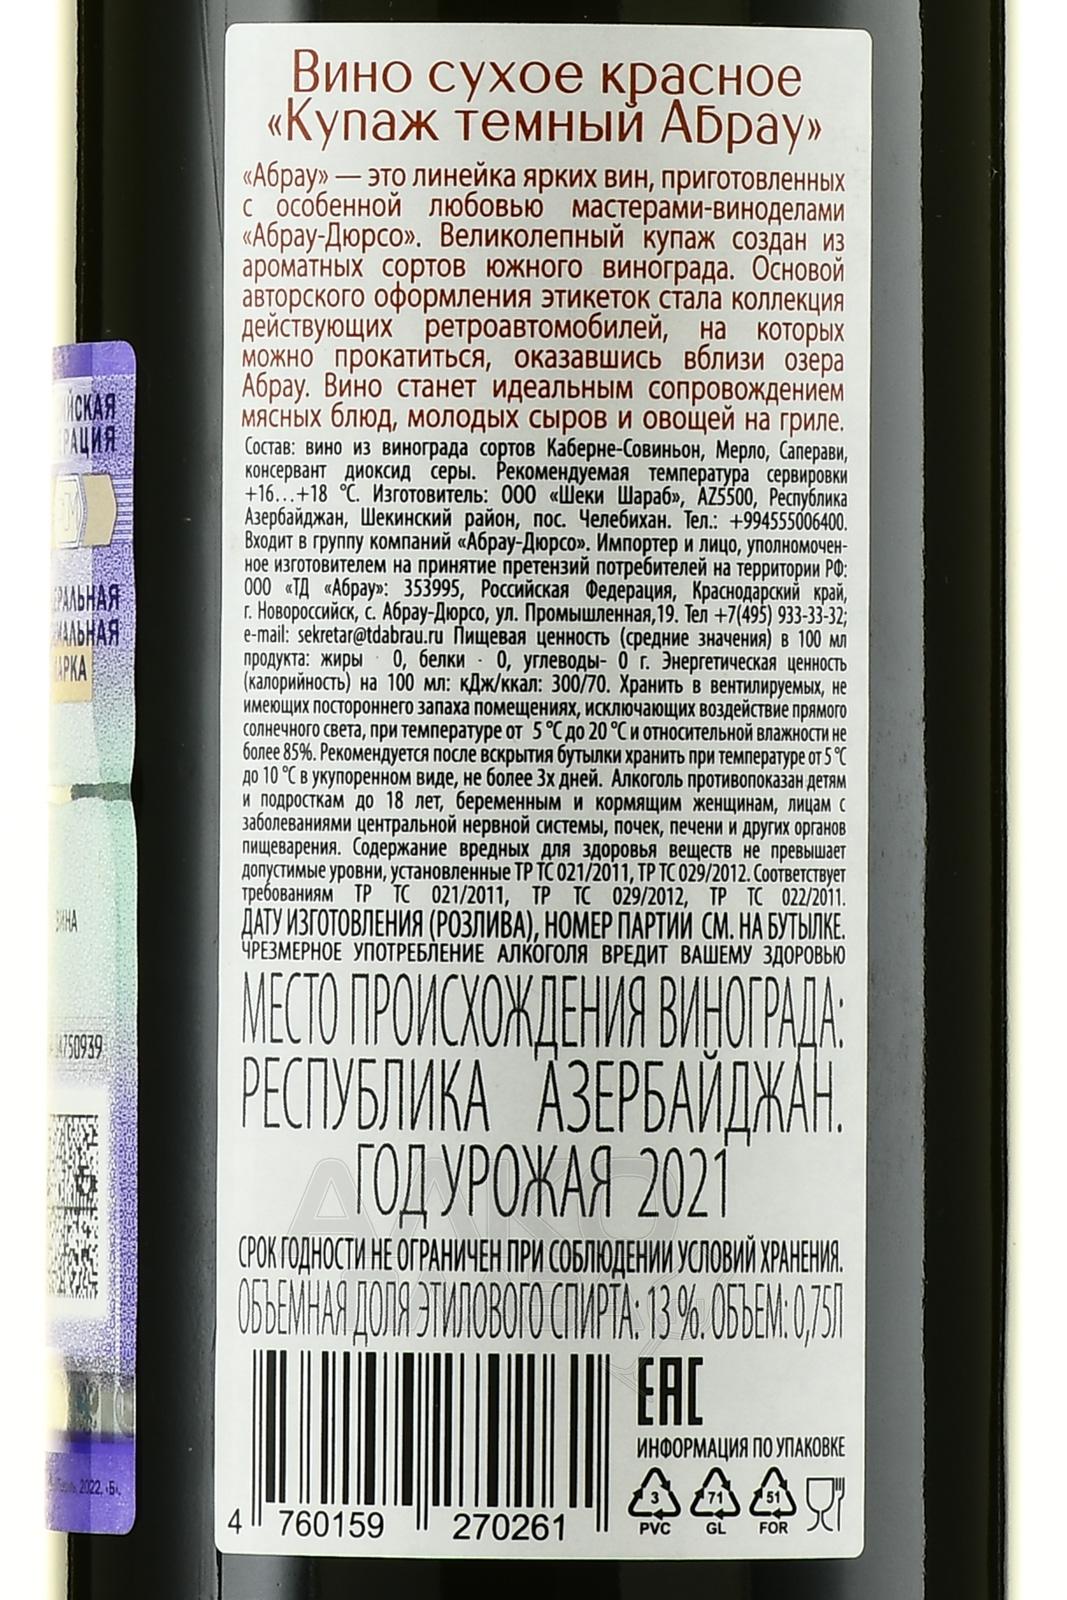 Вино сухое красное
«Купаж темный Абрау»
«Абрау» — это линейка ярких вин, приготовленных
с особенной любовью мастерами-виноделами
«Абрау-Дюрсо». Великолепный купаж создан из
ароматных сортов южного винограда. Основой
авторского оформления этикеток стала коллекция
действующих ретроавтомобилей, на которых
можно прокатиться, оказавшись вблизи озера
Абрау. Вино станет идеальным сопровождением
мясных блюд, молодых сыров и овощей на гриле.
Состав: вино из винограда сортов Каберне-Совиньон, Мерло, Саперави,
консервант диоксид серы. Рекомендуемая температура сервировки
+16...+18 °С. Изготовитель: ООО «Шеки Шараб», AZ5500, Республика
Азербайджан, Шекинский район, пос. Челебихан. Тел.: +994555006400.
Входит в группу компаний «Абрау-Дюрсо». Импортер и лицо, уполномочен-
ное изготовителем на принятие претензий потребителей на территории РФ:
ООО «ТД «Абрау»: 353995, Российская Федерация, Краснодарский край,
г. Новороссийск, с. Абрау-Дюрсо, ул. Промышленная,19. Тел +7(495) 933-33-32;
e-mail: sekretar@tdabrau.ru Пищевая ценность (средние значения) в 100 мл
продукта: жиры - 0, белки - 0, углеводы- 0 г. Энергетическая ценность
(калорийность) на 100 мл: кДж/ккал: 300/70. Хранить в вентилируемых, не
имеющих постороннего запаха помещениях, исключающих воздействие прямого
солнечного света, при температуре от 5 °С до 20 °С и относительной влажности не
более 85%. Рекомендуется после вскрытия бутылки хранить при температуре от 5 °С
до 10 °С в укупоренном виде, не более 3х дней. Алкоголь противопоказан детям
и подросткам до 18 лет, беременным и кормящим женщинам, лицам с
заболеваниями центральной нервной системы, почек, печени и других органов
пищеварения. Содержание вредных для здоровья веществ не превышает
допустимые уровни, установленные ТР ТС 021/2011, ТР ТС 029/2012. Соответствует
требованиям ТР ТС 021/2011, ТР ТС 029/2012, ТР ТС 022/2011.
ДАТУ ИЗГОТОВЛЕНИЯ (РОЗЛИВА), НОМЕР ПАРТИИ СМ. НА БУТЫЛКЕ.
ЧРЕЗМЕРНОЕ УПОТРЕБЛЕНИЕ АЛКОГОЛЯ ВРЕДИТ ВАШЕМУ ЗДОРОВЬЮ
МЕСТО ПРОИСХОЖДЕНИЯ ВИНОГРАДА:
РЕСПУБЛИКА АЗЕРБАЙДЖАН.
ГОД УРОЖАЯ 2021
СРОК ГОДНОСТИ НЕ ОГРАНИЧЕН ПРИ СОБЛЮДЕНИИ УСЛОВИЙ ХРАНЕНИЯ.
ОБЪЕМНАЯ ДОЛЯ ЭТИЛОВОГО СПИРТА: 13 %. ОБЪЕМ: 0,75Л
EAC
ИНФОРМАЦИЯ ПО УПАКОВКЕ
3 71 51
PVC GL FOR
4 760159 270261
ЙСКАЯ
РАЦИЯ
РАЛЬНАЯ
АЛЬНАЯ
АРКА
ВИНА
4750939
2022. «Б».